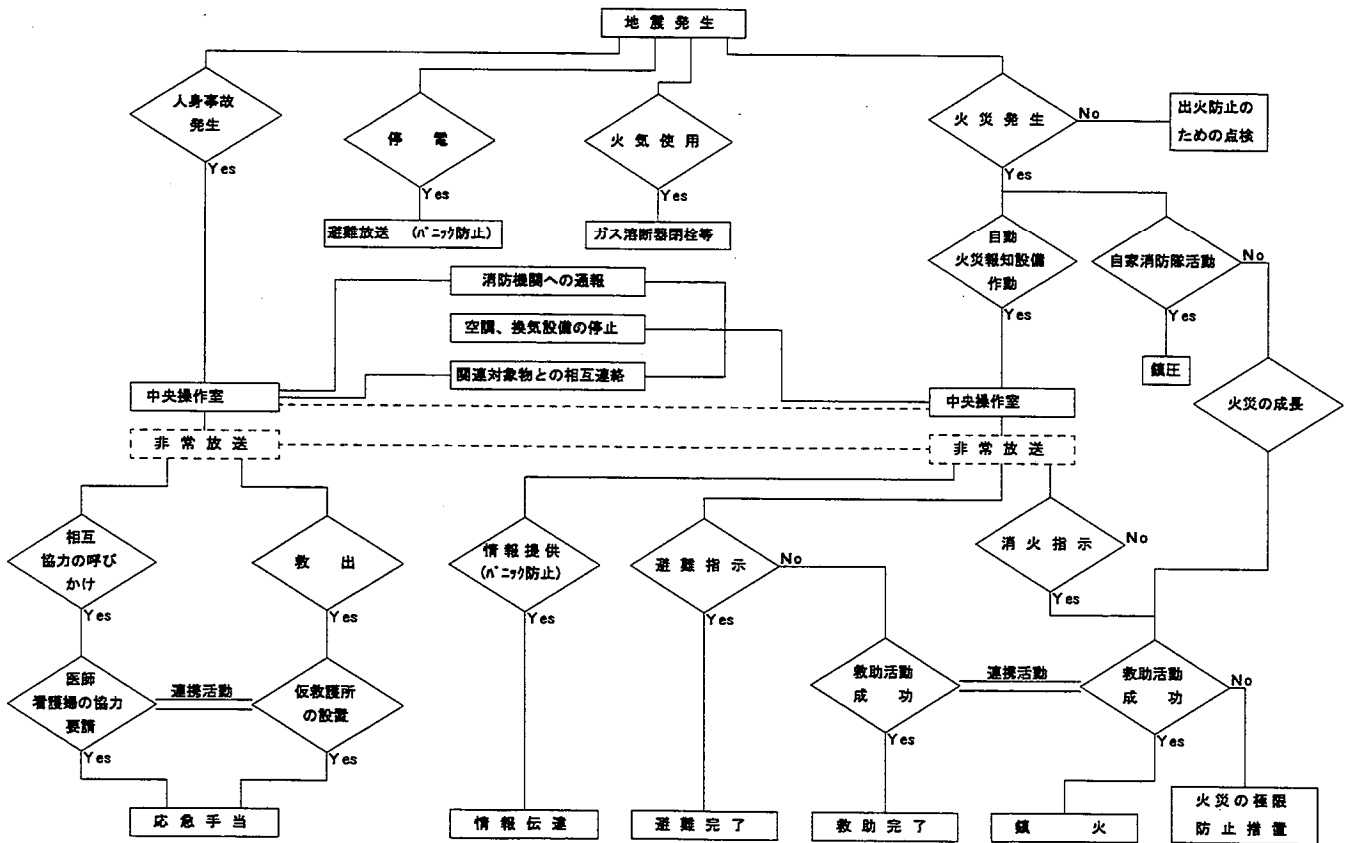 地震発生
人身事故
発生
Yes
停電
Yes
避難放送 (パニック防止)
火気使用
Yes
ガス溶断器閉栓等
火災発生
No
出火防止の
ための点検
Yes
自動
火災報知設備
作動
Yes
自家消防隊活動
No
Yes
鎮圧
火災の成長
消防機関への通報
空調、換気設備の停止
関連対象物との相互連絡
中央操作室
非常放送
中央操作室
非常放送
相互
協力の呼び
かけ
Yes
救出
Yes
情報提供
(パニック防止)
Yes
避難指示
No
Yes
消火指示
No
Yes
医師
看護婦の協力
要請
Yes
連携活動
仮救護所
の設置
Yes
救助活動
成功
Yes
連携活動
救助活動
成功
No
Yes
応急手当
情報伝達
避難完了
救助完了
鎮火
火災の極限
防止措置